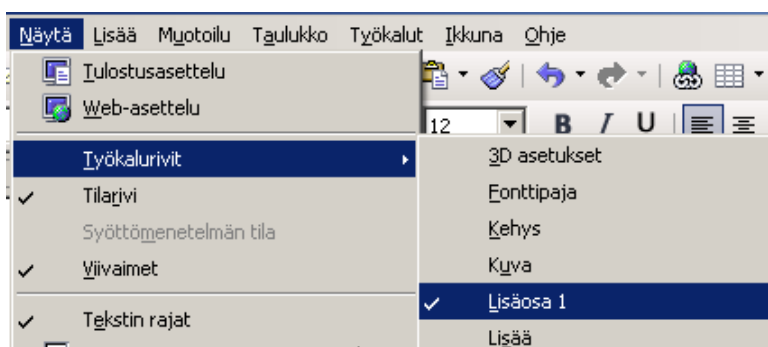 Näytä Lisää Muotoilu Taulukko Työkalut Ikkuna Ohje
Tulostusasettelu
Web-asettelu
12 B I U
Työkalurivit
3D asetukset
Tilarivi
Fonttipaja
Syöttömenetelmän tila
Kehys
Viivaimet
Kuva
Lisäosa 1
Tekstin rajat
Lisää